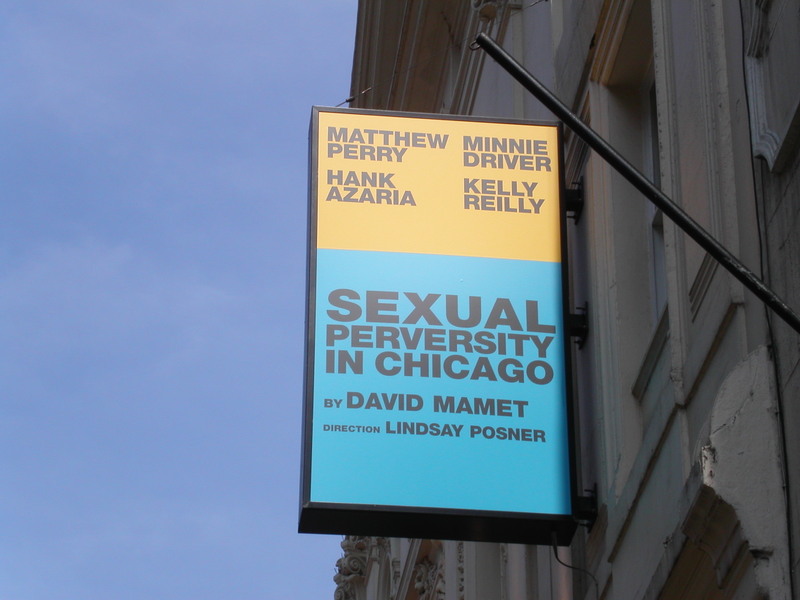 MATTHEW
PERRY
MINNIE
DRIVER
HANK
AZARIA
KELLY
REILLY
SEXUAL
PERVERSITY
IN CHICAGO
BY DAVID MAMET
DIRECTION LINDSAY POSNER